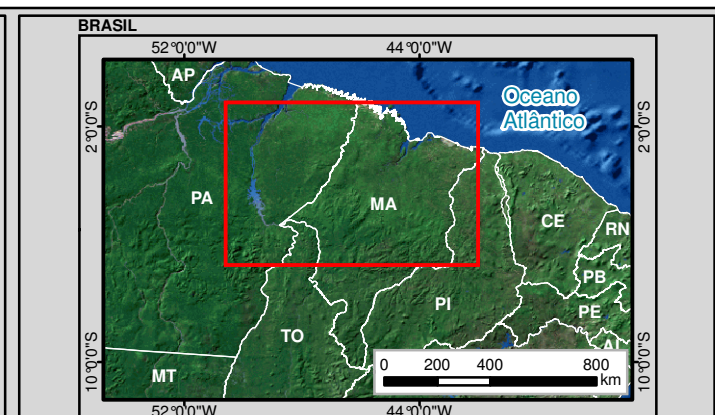 BRASIL
52°0'0"W 44°0'0"W
AP
Oceano
Atlântico
2°0'0"S 2°0'0"S
PA
MA
CE
RN
PB
PI
PE
TO
AL
MT
0 200 400 800
km
10°0'0"S 10°0'0"S
52°0'0"W 44°0'0"W